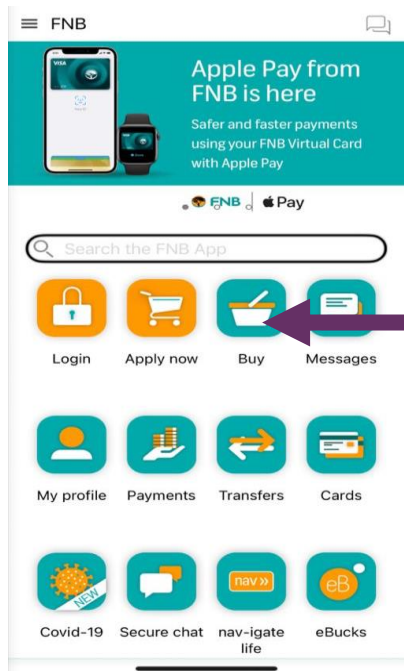 FNB
VISA
Apple Pay from
FNB is here
Safer and faster payments
using your FNB Virtual Card
with Apple Pay
FNB Pay
Search the FNB App
Login Apply now Buy Messages
My profile Payments Transfers Cards
nav» eB
NEW
Covid-19 Secure chat nav-igate eBucks
life